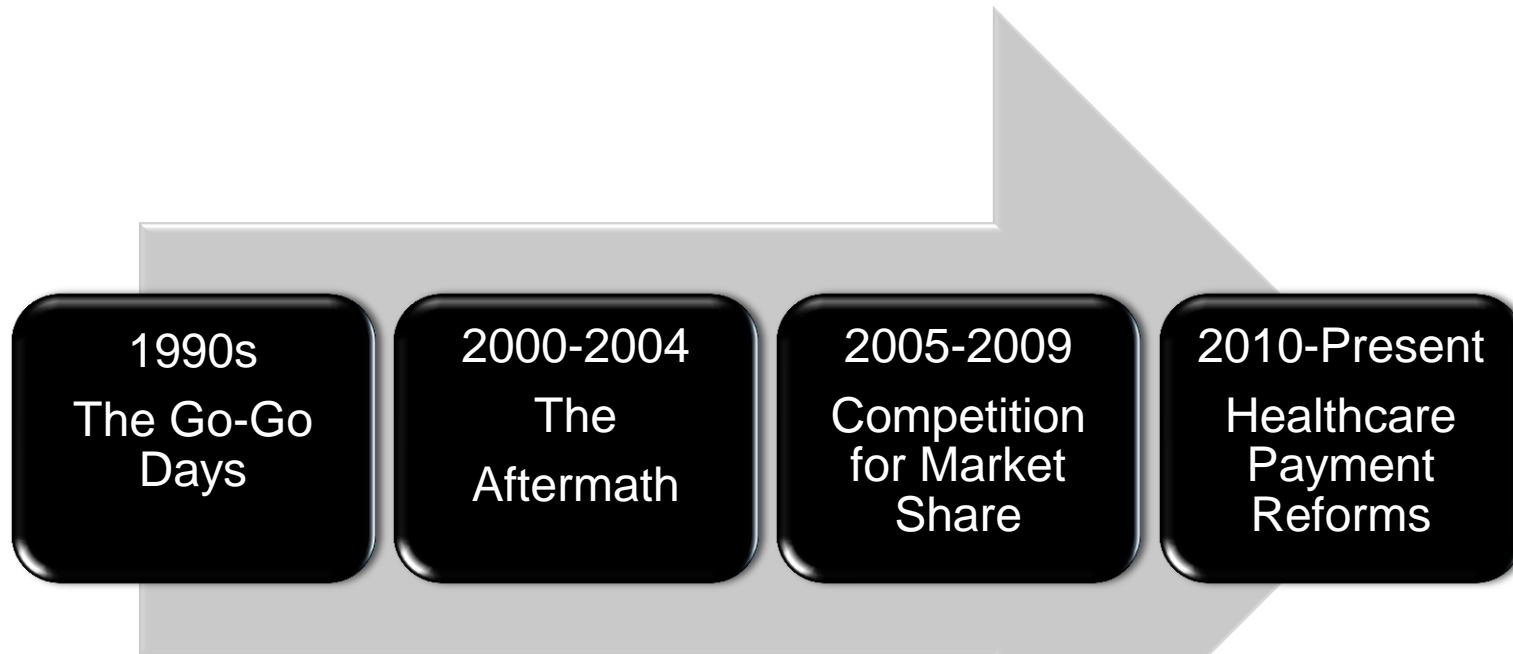 1990s
The Go-Go
Days
2000-2004
The
Aftermath
2005-2009
Competition
for Market
Share
2010-Present
Healthcare
Payment
Reforms